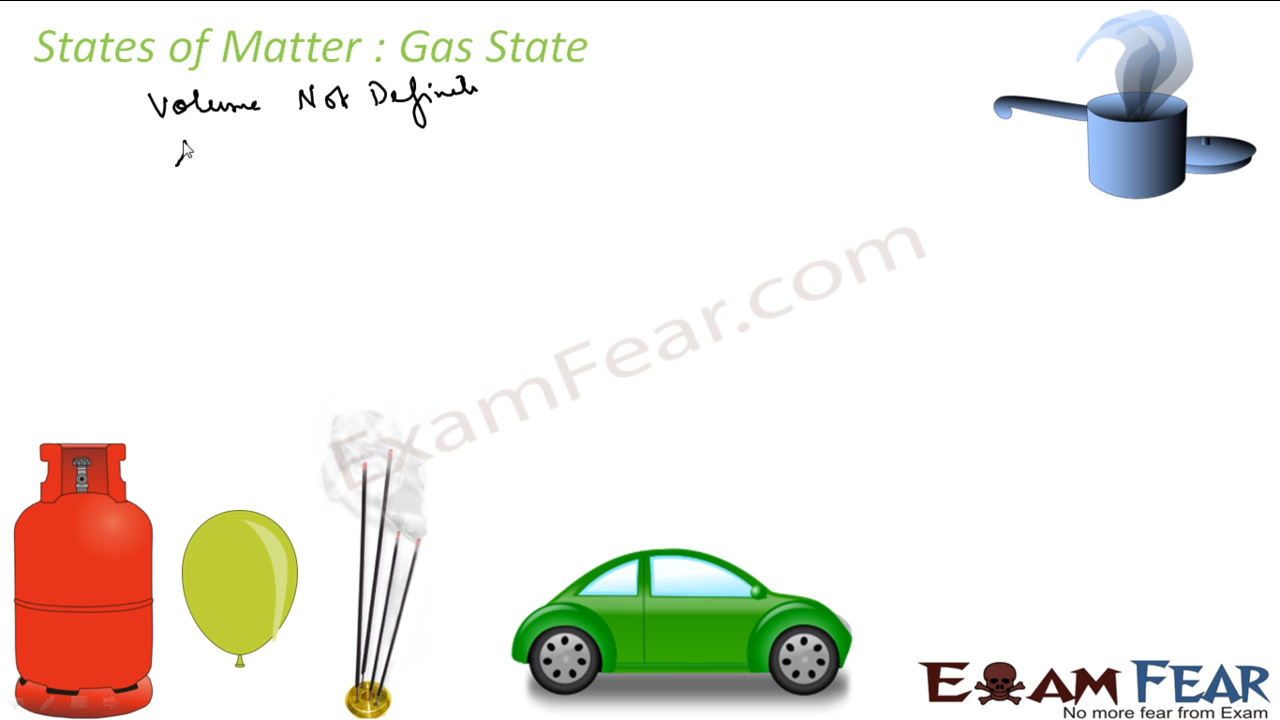 States of Matter : Gas State
Volume Not Definite
ExamFear.com
EXAM FEAR
No more fear from Exam